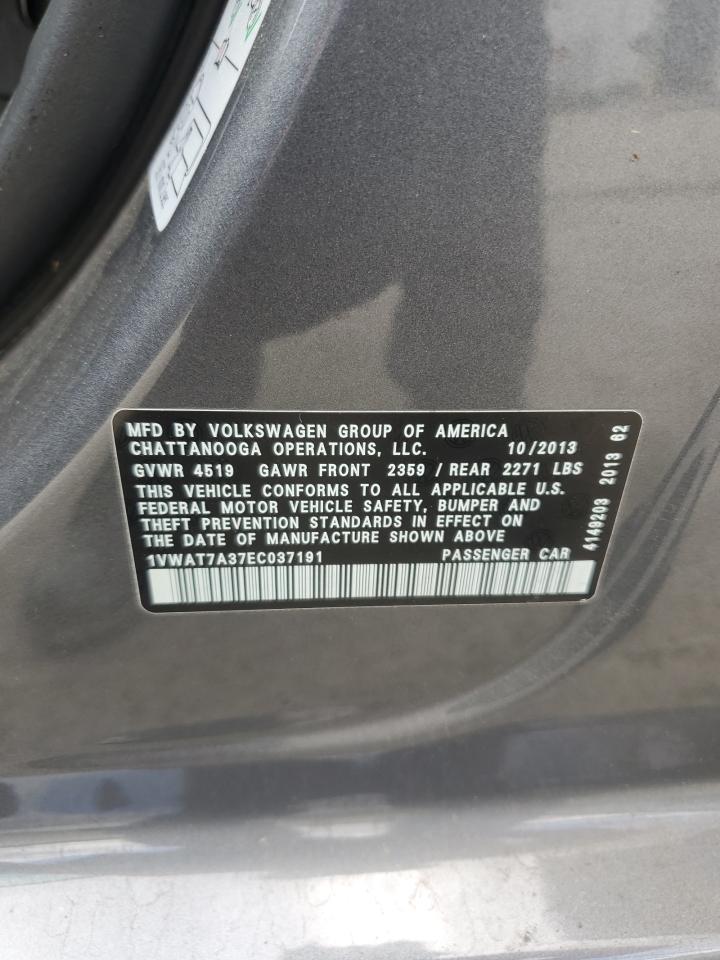 MFD BY VOLKSWAGEN GROUP OF AMERICA
CHATTANOOGA OPERATIONS, LLC. 10/2013
GVWR 4519 GAWR FRONT 2359 / REAR 2271 LBS
THIS VEHICLE CONFORMS TO ALL APPLICABLE U.S.
FEDERAL MOTOR VEHICLE SAFETY, BUMPER AND
THEFT PREVENTION STANDARDS IN EFFECT ON
THE DATE OF MANUFACTURE SHOWN ABOVE
1VWAT7A37EC037191 PASSENGER CAR
4149203 2013 62